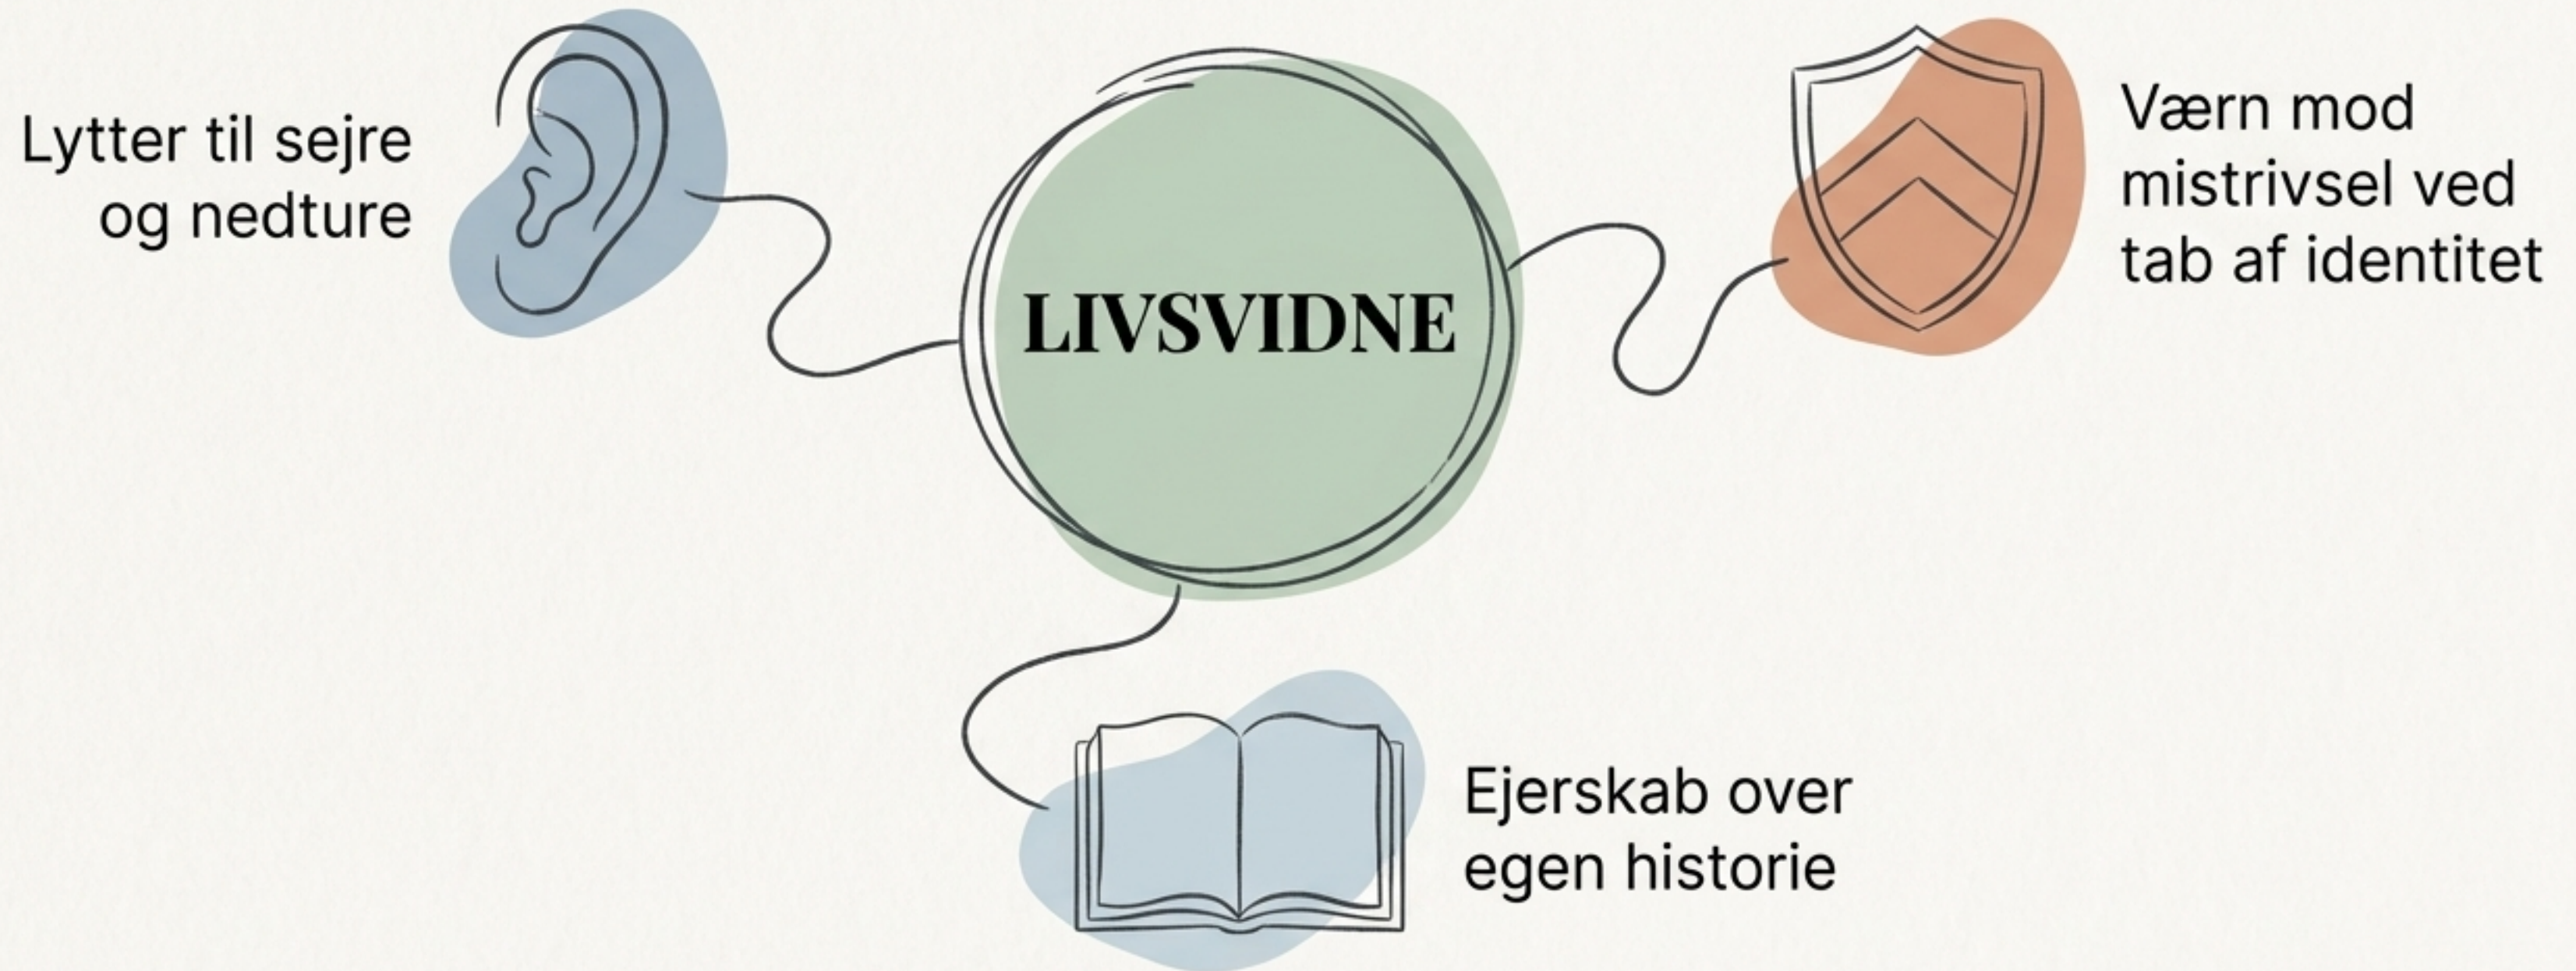 Lytter til sejre
og nedture
LIVSVIDNE
Værn mod
mistrivsel ved
tab af identitet
Ejerskab over
egen historie